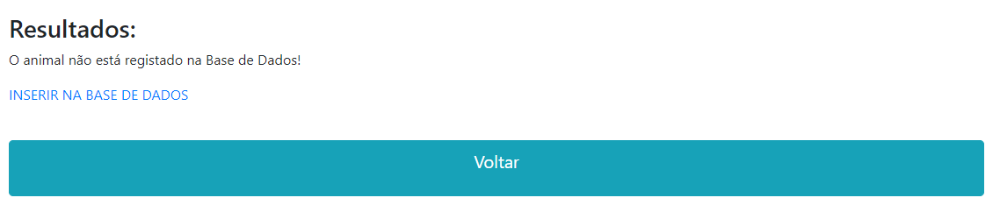 Resultados:
O animal não está registado na Base de Dados!
INSERIR NA BASE DE DADOS
Voltar